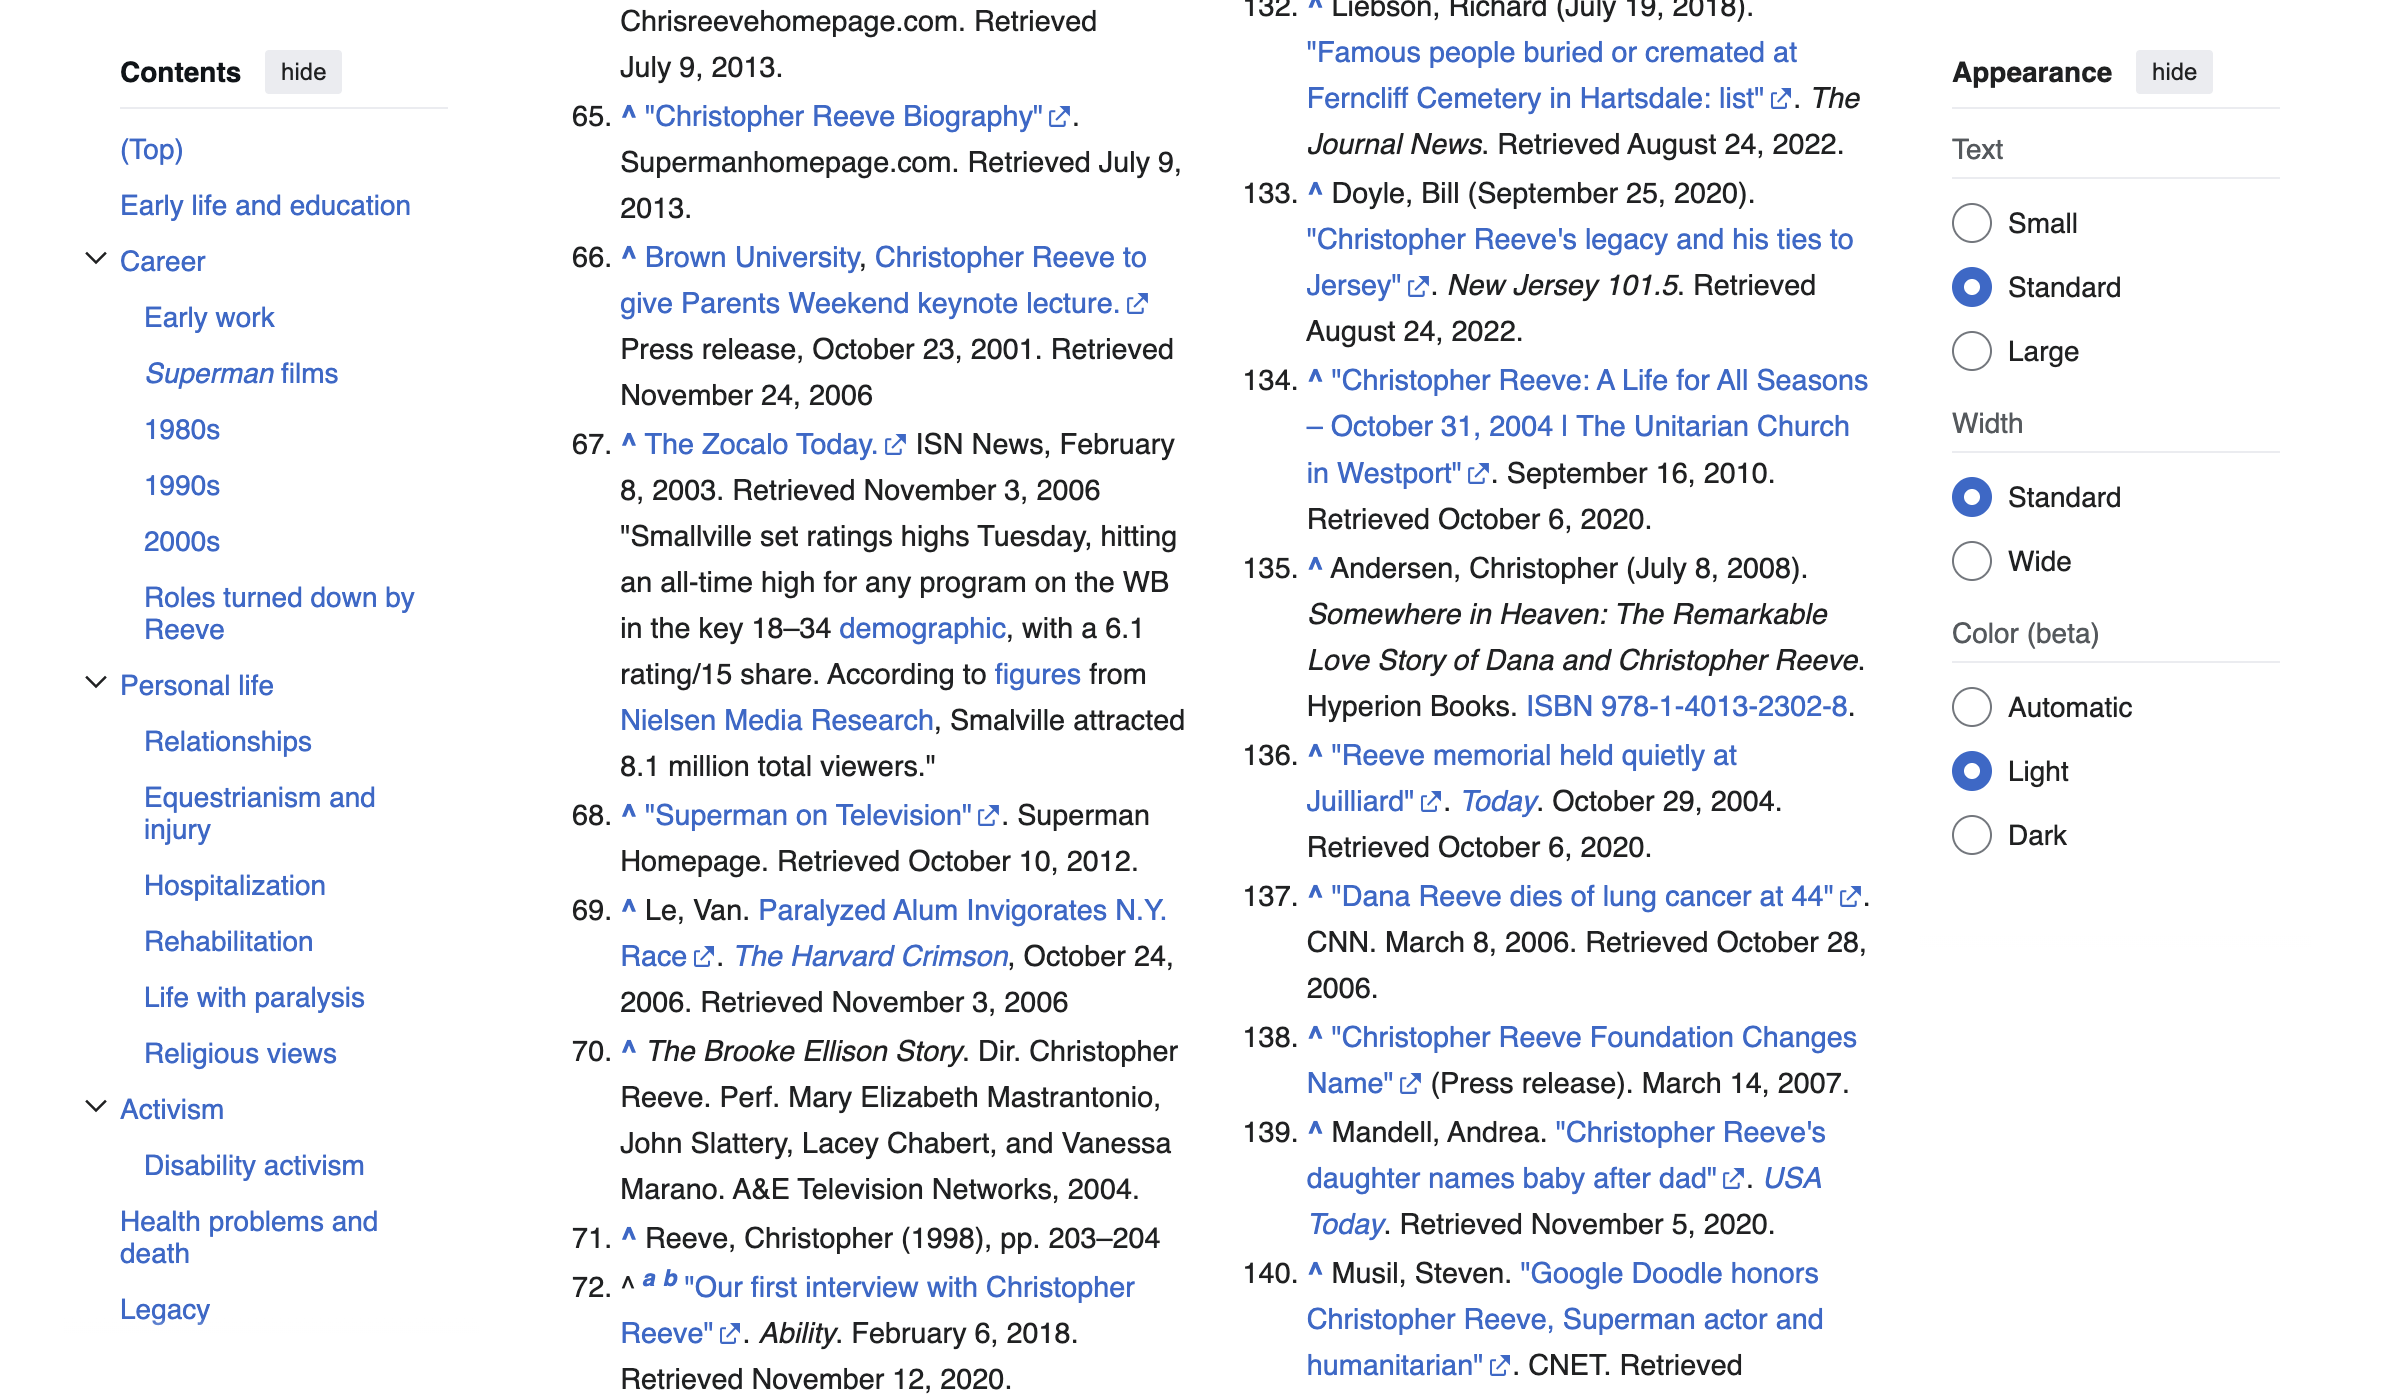 Contents hide
(Top)
Early life and education
Career
Early work
Superman films
1980s
1990s
2000s
Roles turned down by
Reeve
Personal life
Relationships
Equestrianism and
injury
Hospitalization
Rehabilitation
Life with paralysis
Religious views
Activism
Disability activism
Health problems and
death
Legacy
Chrisreevehomepage.com. Retrieved
July 9, 2013.
65. ^ "Christopher Reeve Biography".
Supermanhomepage.com. Retrieved July 9,
2013.
66. ^ Brown University, Christopher Reeve to
give Parents Weekend keynote lecture.
Press release, October 23, 2001. Retrieved
November 24, 2006
67. ^ The Zocalo Today. ISN News, February
8, 2003. Retrieved November 3, 2006
"Smallville set ratings highs Tuesday, hitting
an all-time high for any program on the WB
in the key 18–34 demographic, with a 6.1
rating/15 share. According to figures from
Nielsen Media Research, Smalville attracted
8.1 million total viewers."
68. ^ "Superman on Television". Superman
Homepage. Retrieved October 10, 2012.
69. ^ Le, Van. Paralyzed Alum Invigorates N.Y.
Race. The Harvard Crimson, October 24,
2006. Retrieved November 3, 2006
70. ^ The Brooke Ellison Story. Dir. Christopher
Reeve. Perf. Mary Elizabeth Mastrantonio,
John Slattery, Lacey Chabert, and Vanessa
Marano. A&E Television Networks, 2004.
71. ^ Reeve, Christopher (1998), pp. 203–204
72. ^ a b "Our first interview with Christopher
Reeve". Ability. February 6, 2018.
Retrieved November 12, 2020.
132. ^ Liebson, Richard (July 19, 2018).
"Famous people buried or cremated at
Ferncliff Cemetery in Hartsdale: list". The
Journal News. Retrieved August 24, 2022.
133. ^ Doyle, Bill (September 25, 2020).
"Christopher Reeve's legacy and his ties to
Jersey". New Jersey 101.5. Retrieved
August 24, 2022.
134. ^ "Christopher Reeve: A Life for All Seasons
– October 31, 2004 | The Unitarian Church
in Westport". September 16, 2010.
Retrieved October 6, 2020.
135. ^ Andersen, Christopher (July 8, 2008).
Somewhere in Heaven: The Remarkable
Love Story of Dana and Christopher Reeve.
Hyperion Books. ISBN 978-1-4013-2302-8.
136. ^ "Reeve memorial held quietly at
Juilliard". Today. October 29, 2004.
Retrieved October 6, 2020.
137. ^ "Dana Reeve dies of lung cancer at 44".
CNN. March 8, 2006. Retrieved October 28,
2006.
138. ^ "Christopher Reeve Foundation Changes
Name" (Press release). March 14, 2007.
139. ^ Mandell, Andrea. "Christopher Reeve's
daughter names baby after dad". USA
Today. Retrieved November 5, 2020.
140. ^ Musil, Steven. "Google Doodle honors
Christopher Reeve, Superman actor and
humanitarian". CNET. Retrieved
Appearance hide
Text
Small
Standard
Large
Width
Standard
Wide
Color (beta)
Automatic
Light
Dark